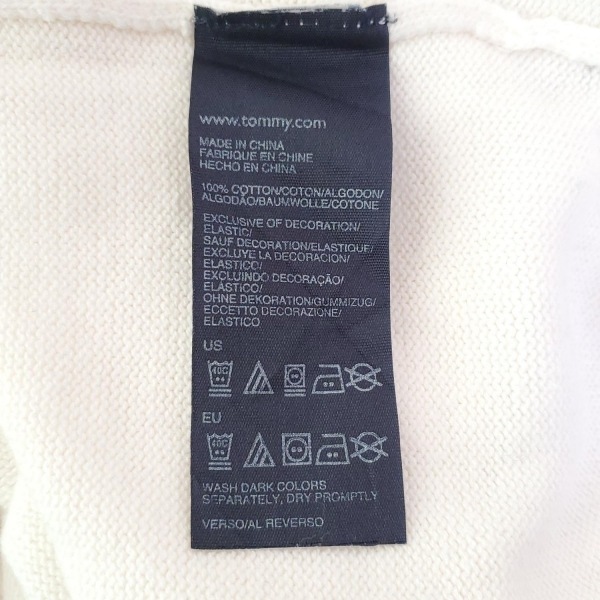 www.tommy.com
MADE IN CHINA
FABRIQUE EN CHINE
HECHO EN CHINA
100% COTTON/COTON/ALGODON/
ALGODÃO/BAUMWOLLE/COTONE
EXCLUSIVE OF DECORATION/
ELASTIC/
SAUF DECORATION/ELASTIQUE/
EXCLUYE LA DECORACION/
ELASTICO/
EXCLUINDO DECORAÇÃO/
ELASTICO/
OHNE DEKORATION/GUMMIZUG/
ECCETTO DECORAZIONE/
ELASTICO
US
40C
EU
40C
WASH DARK COLORS
SEPARATELY, DRY PROMPTLY
VERSO/AL REVERSO